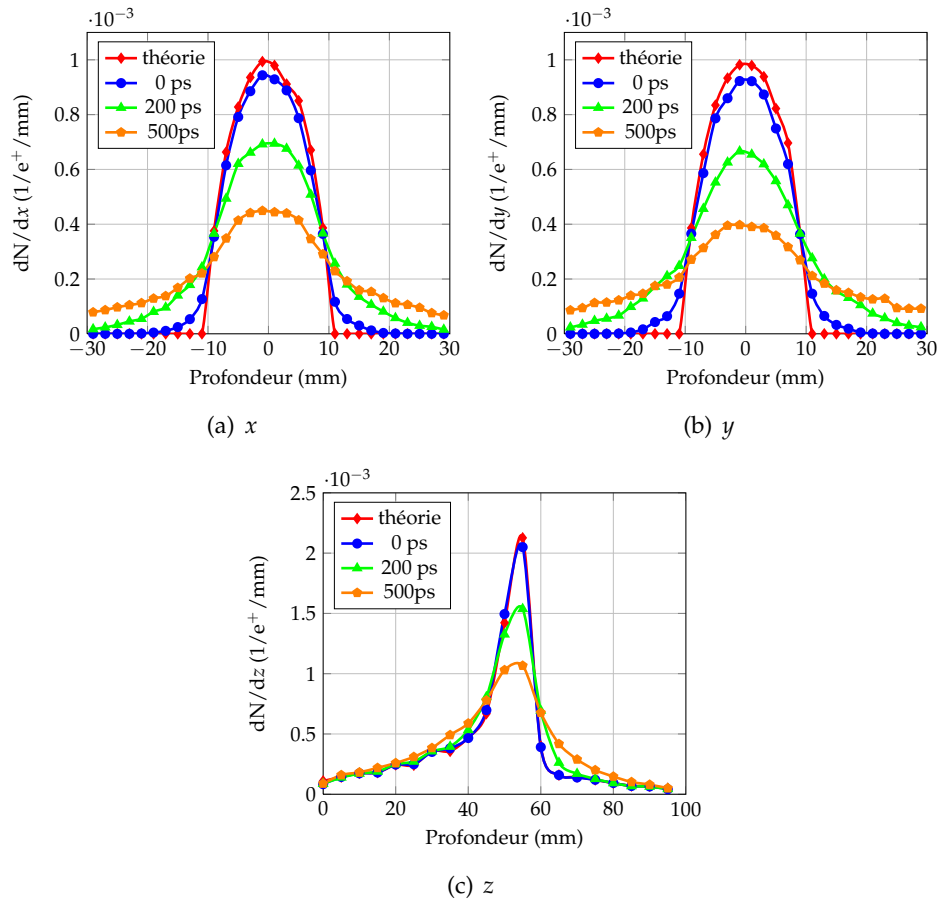 ·10⁻³
1
0.8
0.6
0.4
0.2
0
−30 −20 −10 0 10 20 30
dN/dx (1/e⁺/mm)
Profondeur (mm)
théorie
0 ps
200 ps
500ps
(a) x
·10⁻³
1
0.8
0.6
0.4
0.2
0
−30 −20 −10 0 10 20 30
dN/dy (1/e⁺/mm)
Profondeur (mm)
théorie
0 ps
200 ps
500ps
(b) y
·10⁻³
2.5
2
1.5
1
0.5
0
0 20 40 60 80 100
dN/dz (1/e⁺/mm)
Profondeur (mm)
théorie
0 ps
200 ps
500ps
(c) z